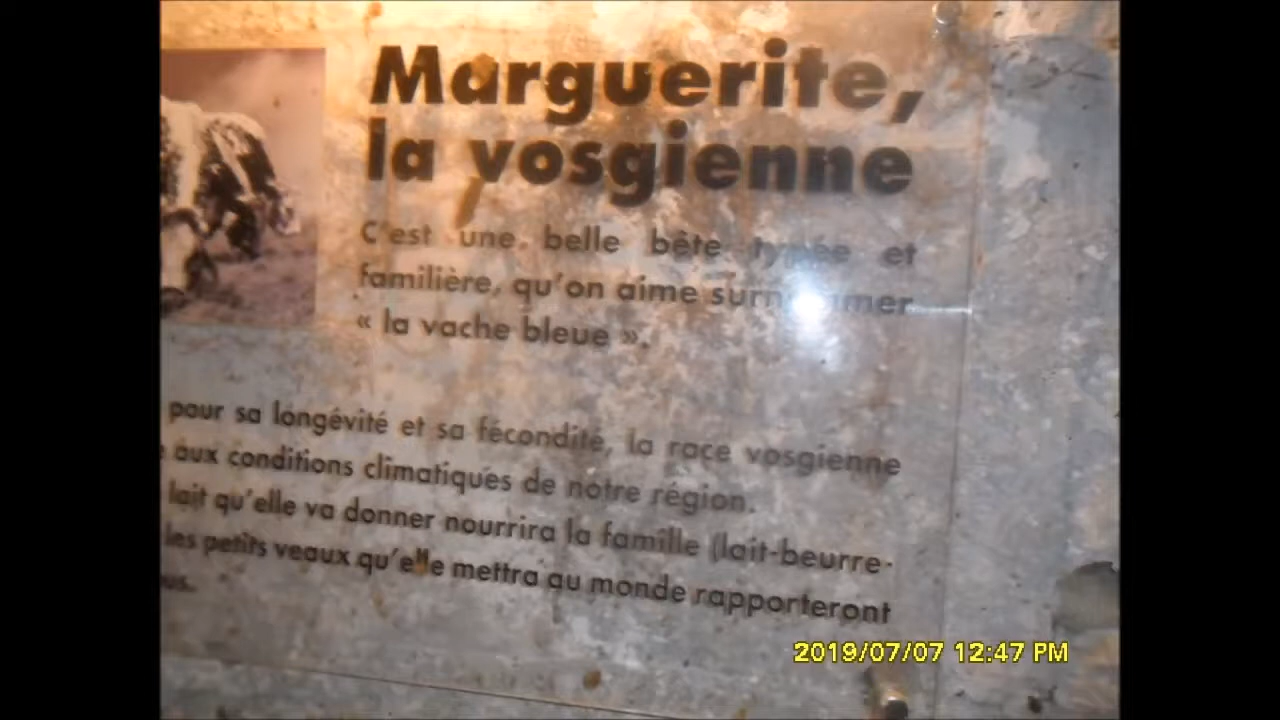 Marguerite,
la vosgienne
C'est une belle bête typée et
familière, qu'on aime surnommer
« la vache bleue ».
pour sa longévité et sa fécondité, la race vosgienne
aux conditions climatiques de notre région.
lait qu'elle va donner nourrira la famille (lait-beurre-
les petits veaux qu'elle mettra au monde rapporteront
2019/07/07 12:47 PM